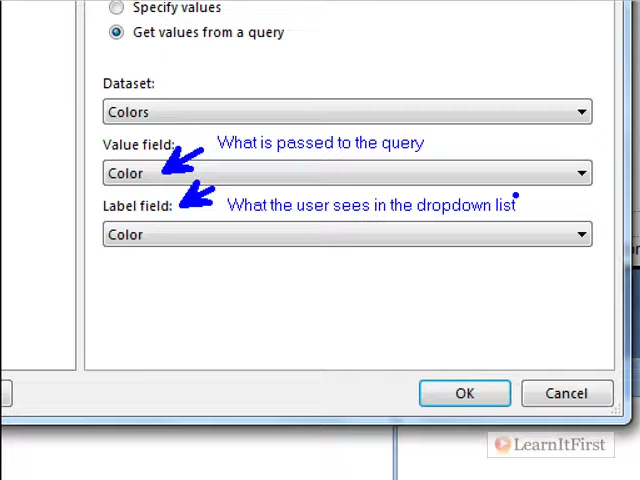 Specify values
Get values from a query
Dataset:
Colors
Value field: What is passed to the query
Color
Label field: What the user sees in the dropdown list
Color
OK Cancel
LearnItFirst